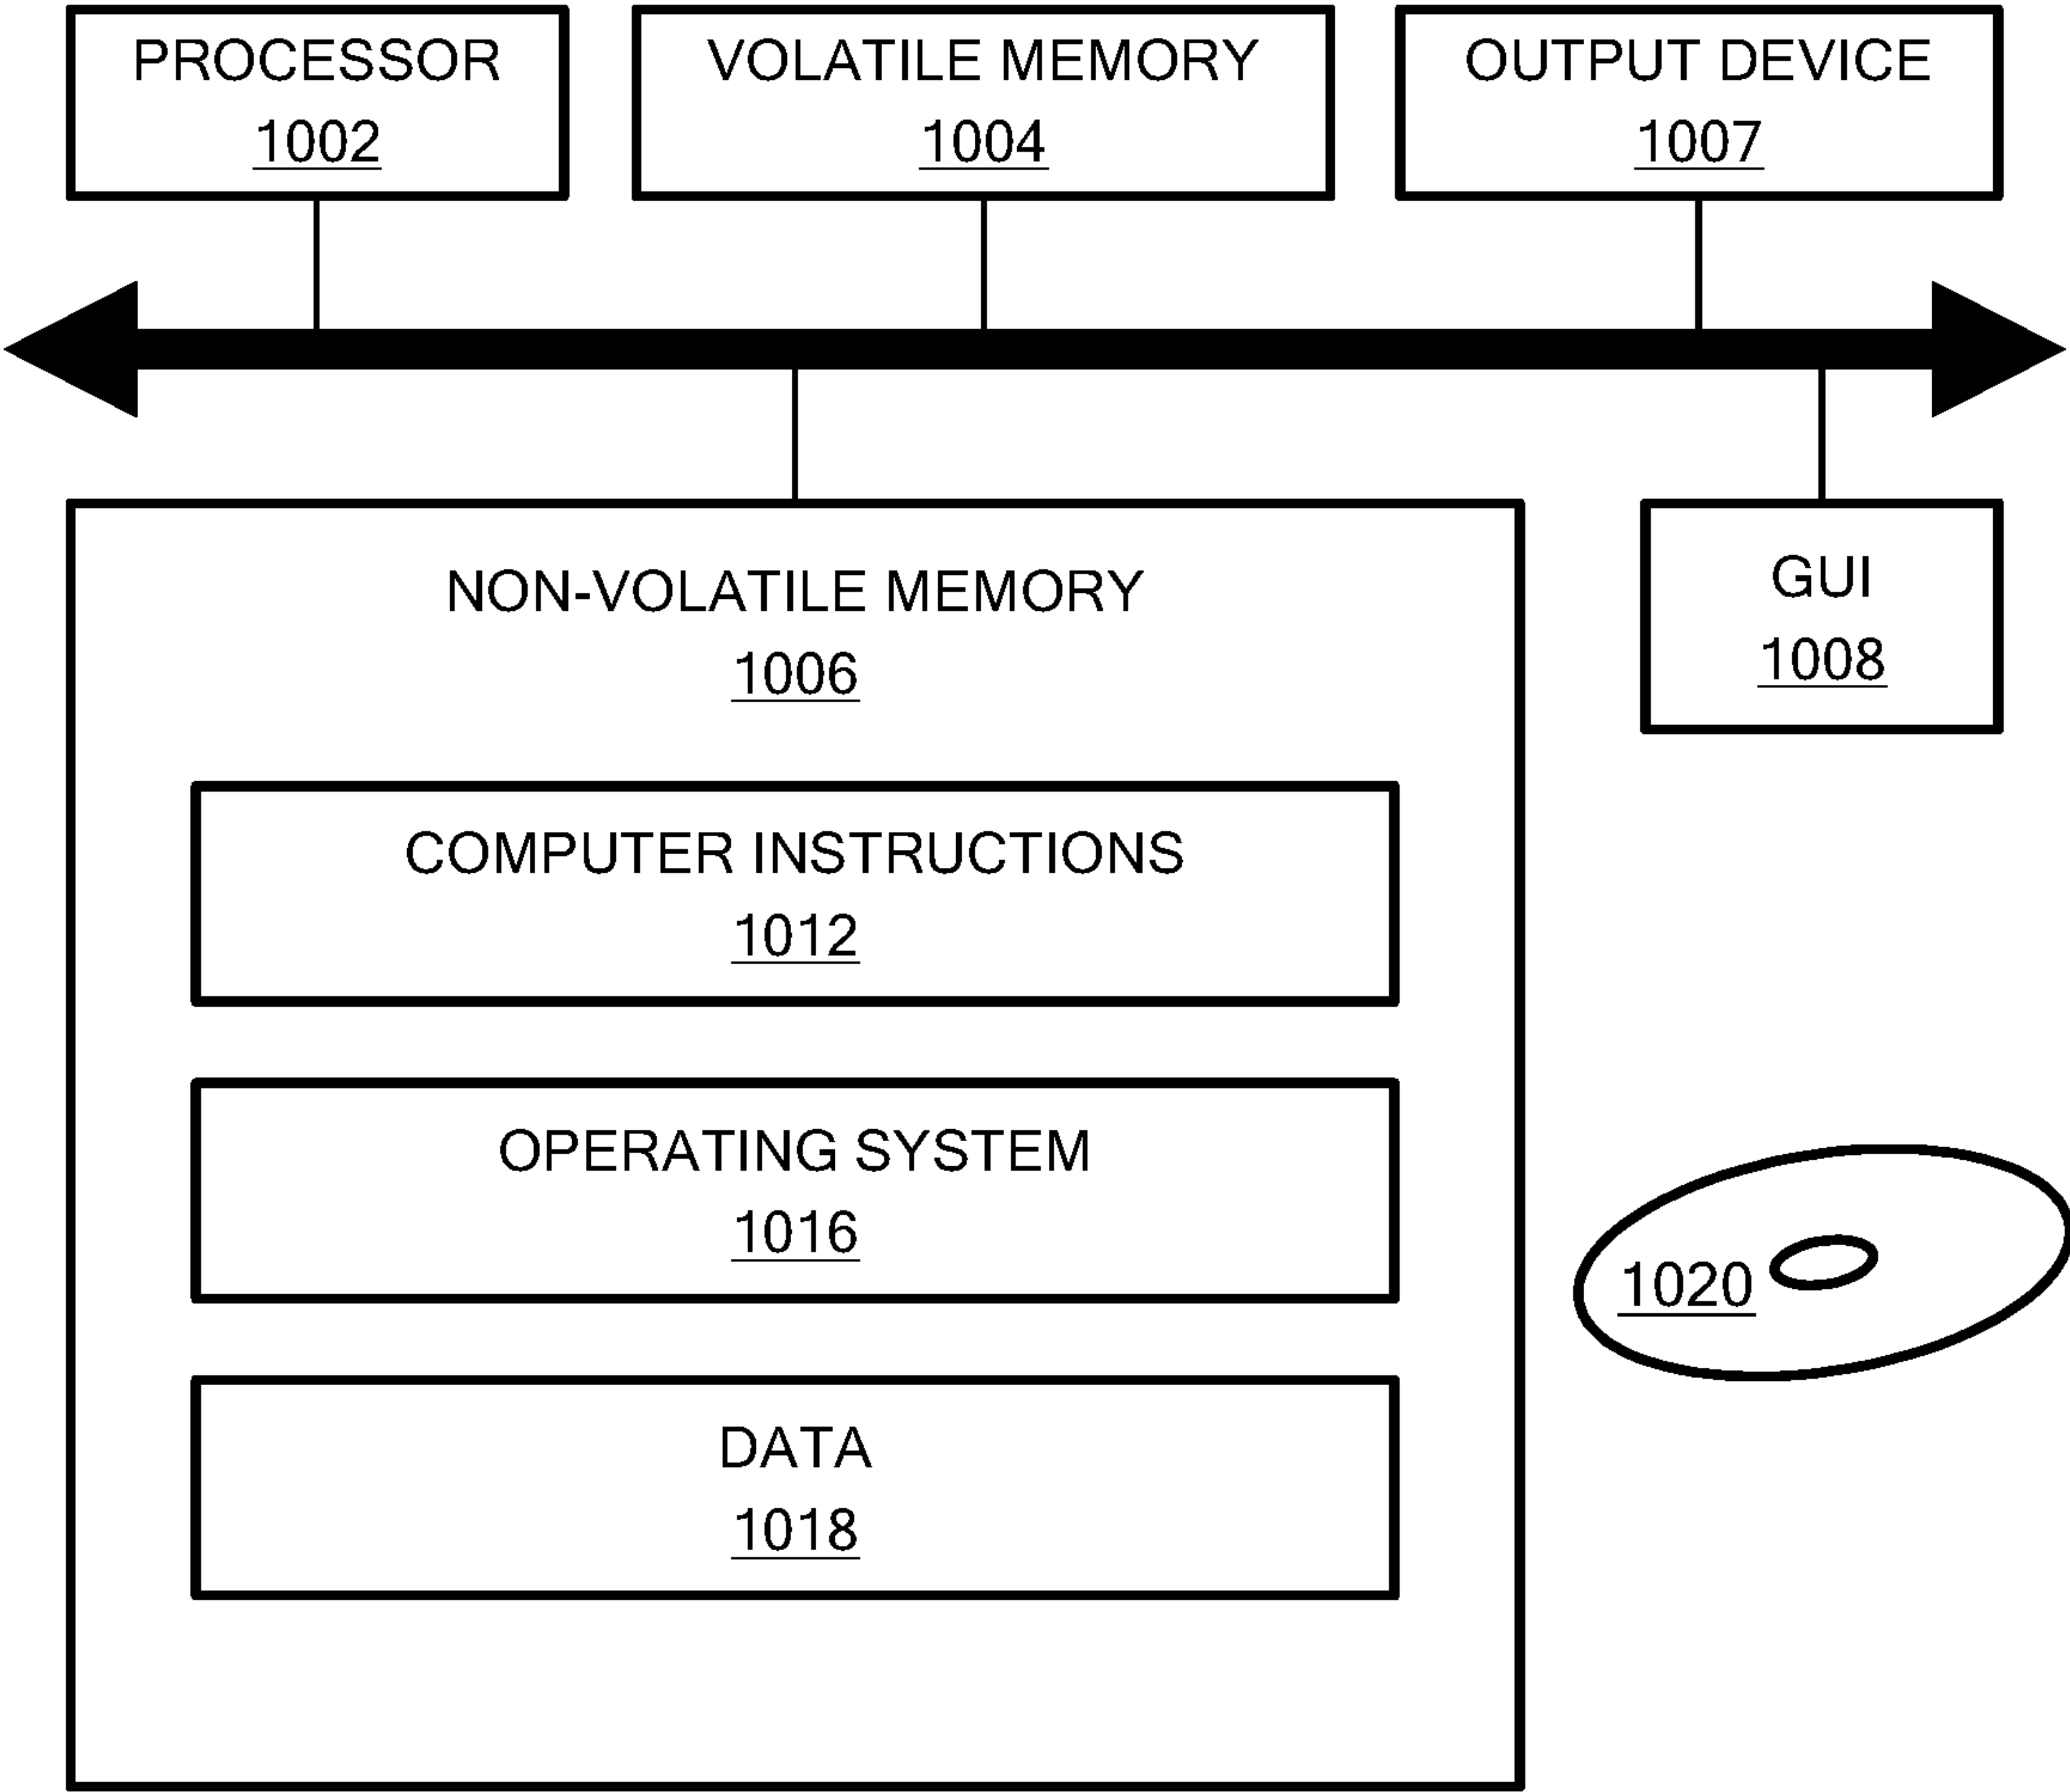 PROCESSOR
1002
VOLATILE MEMORY
1004
OUTPUT DEVICE
1007
NON-VOLATILE MEMORY
1006
GUI
1008
COMPUTER INSTRUCTIONS
1012
OPERATING SYSTEM
1016
1020
DATA
1018